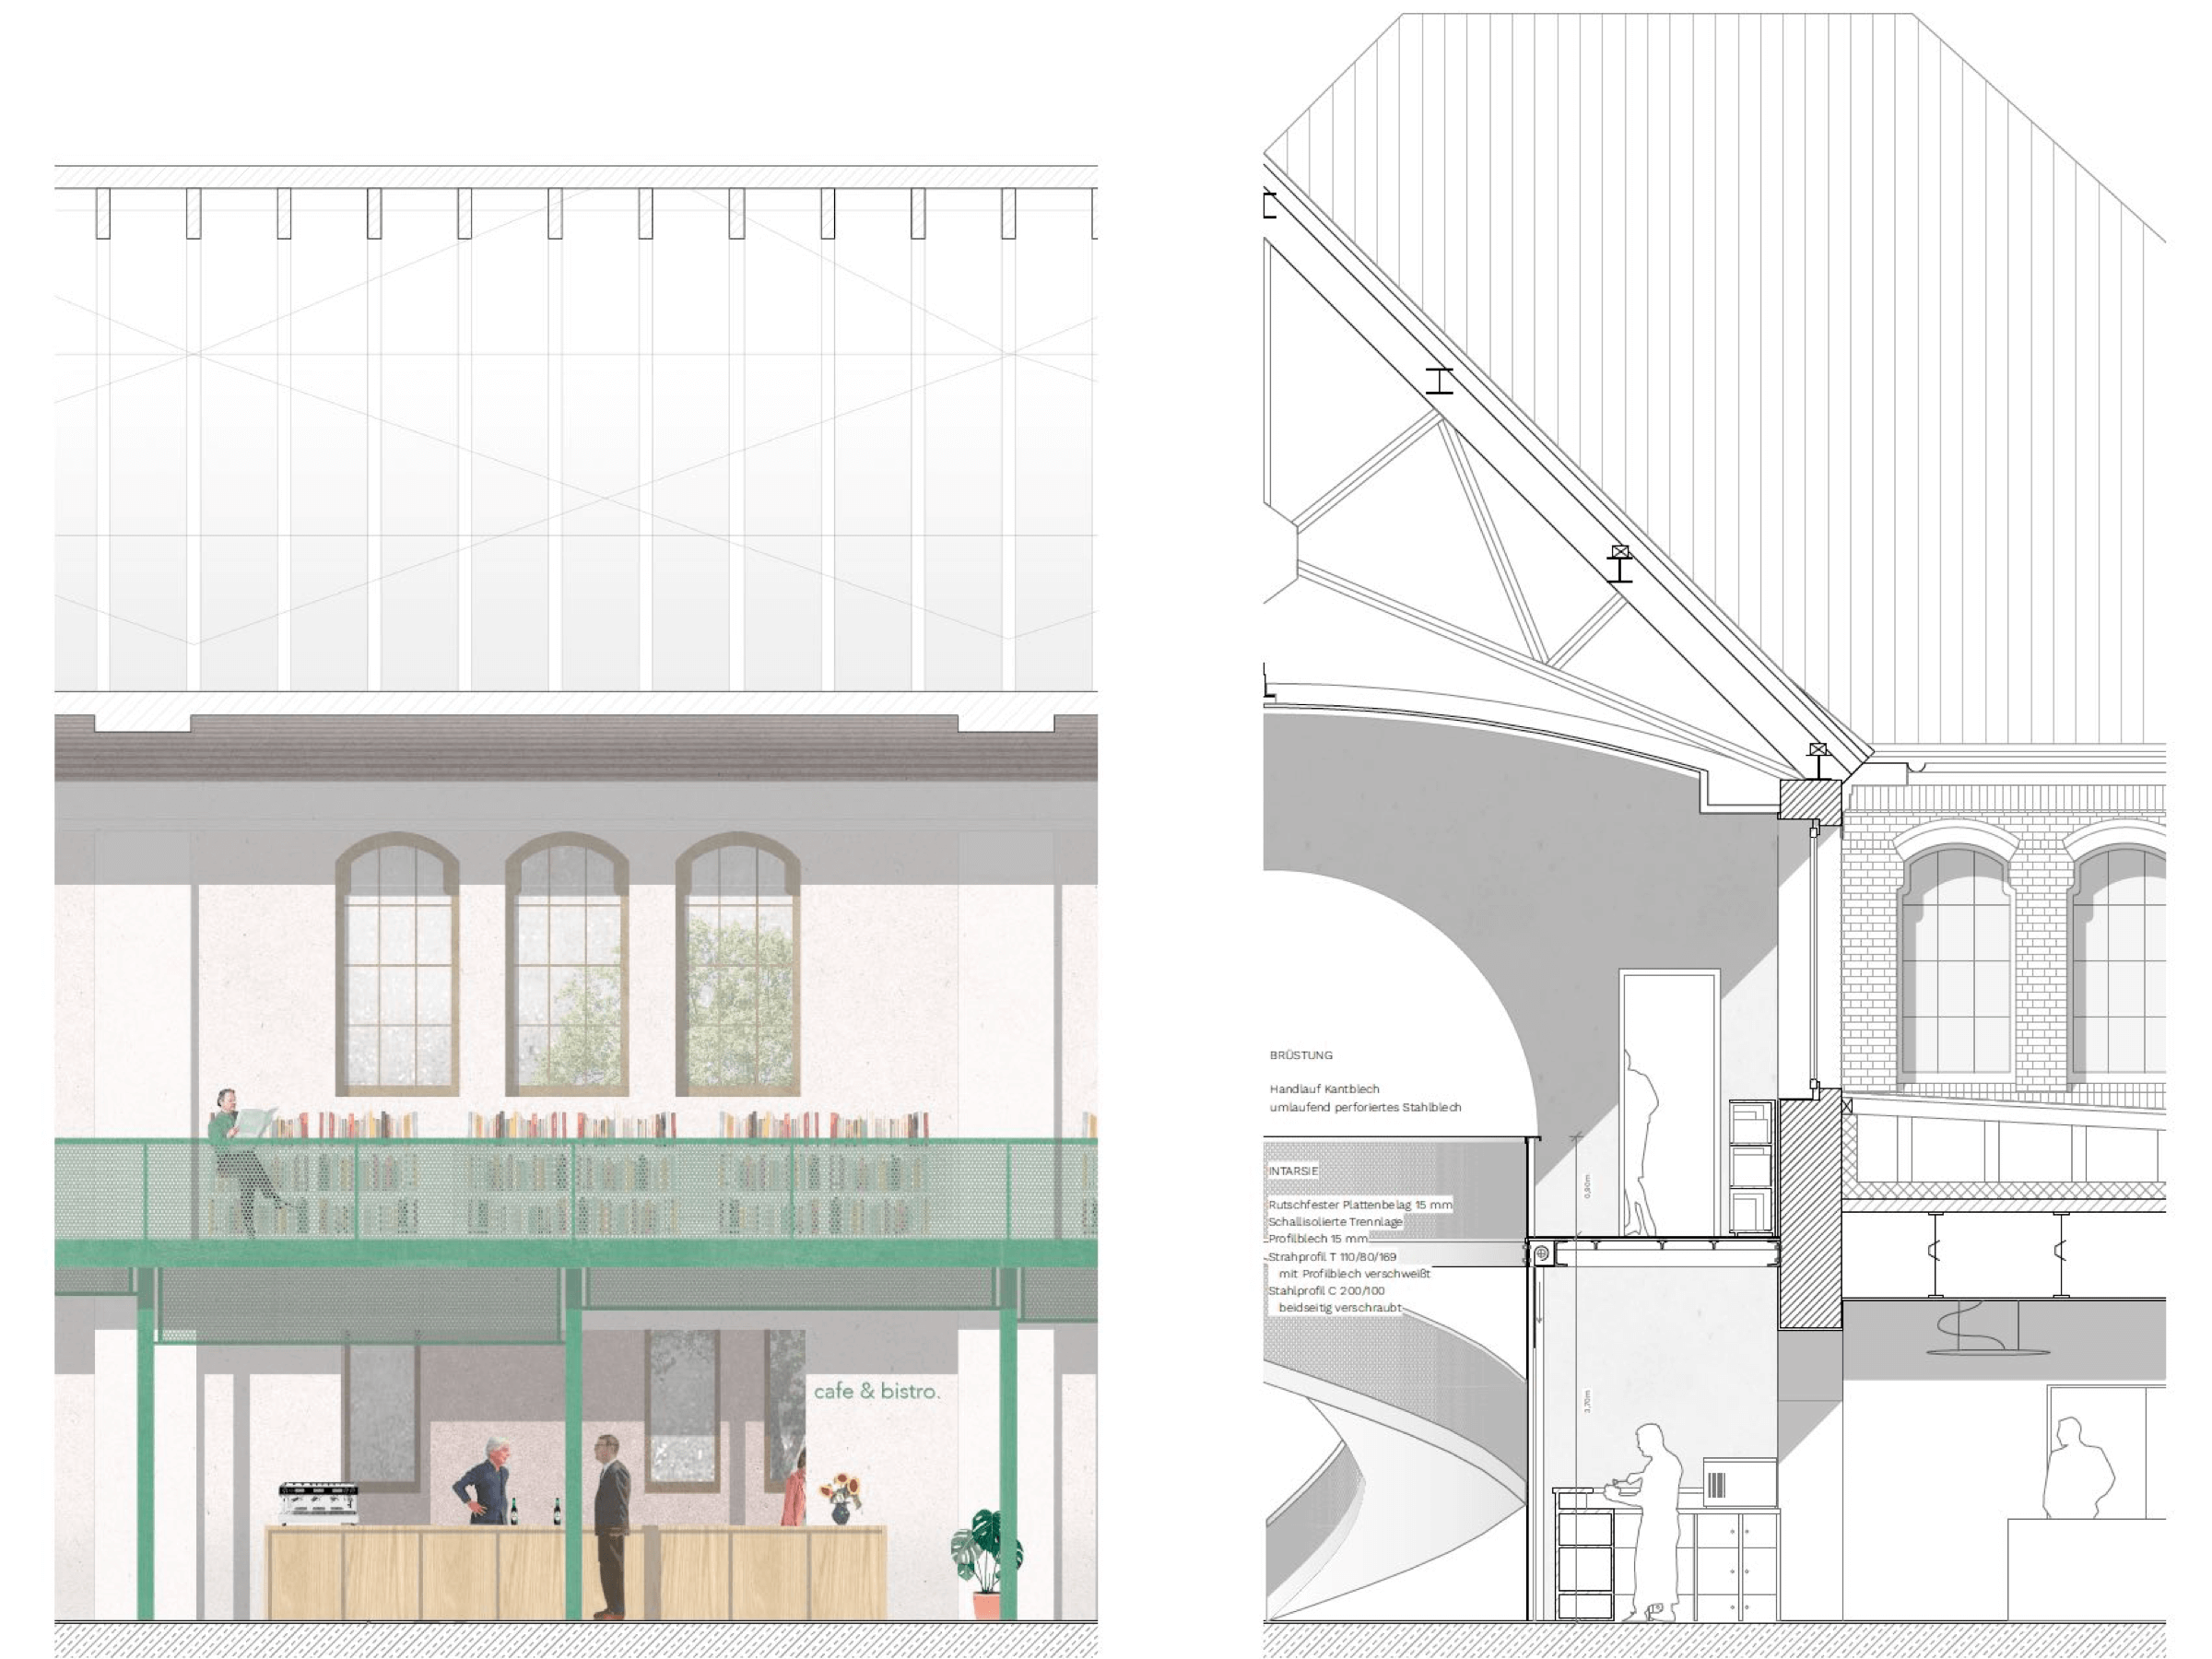 cafe & bistro.
BRÜSTUNG
Handlauf Kantblech
umlaufend perforiertes Stahlblech
INTARSIE
Rutschfester Plattenbelag 15 mm
Schallisolierte Trennlage
Profilblech 15 mm
Strahprofil T 110/80/169
mit Profilblech verschweißt
Stahlprofil C 200/100
beidseitig verschraubt
0,90m
3,70m